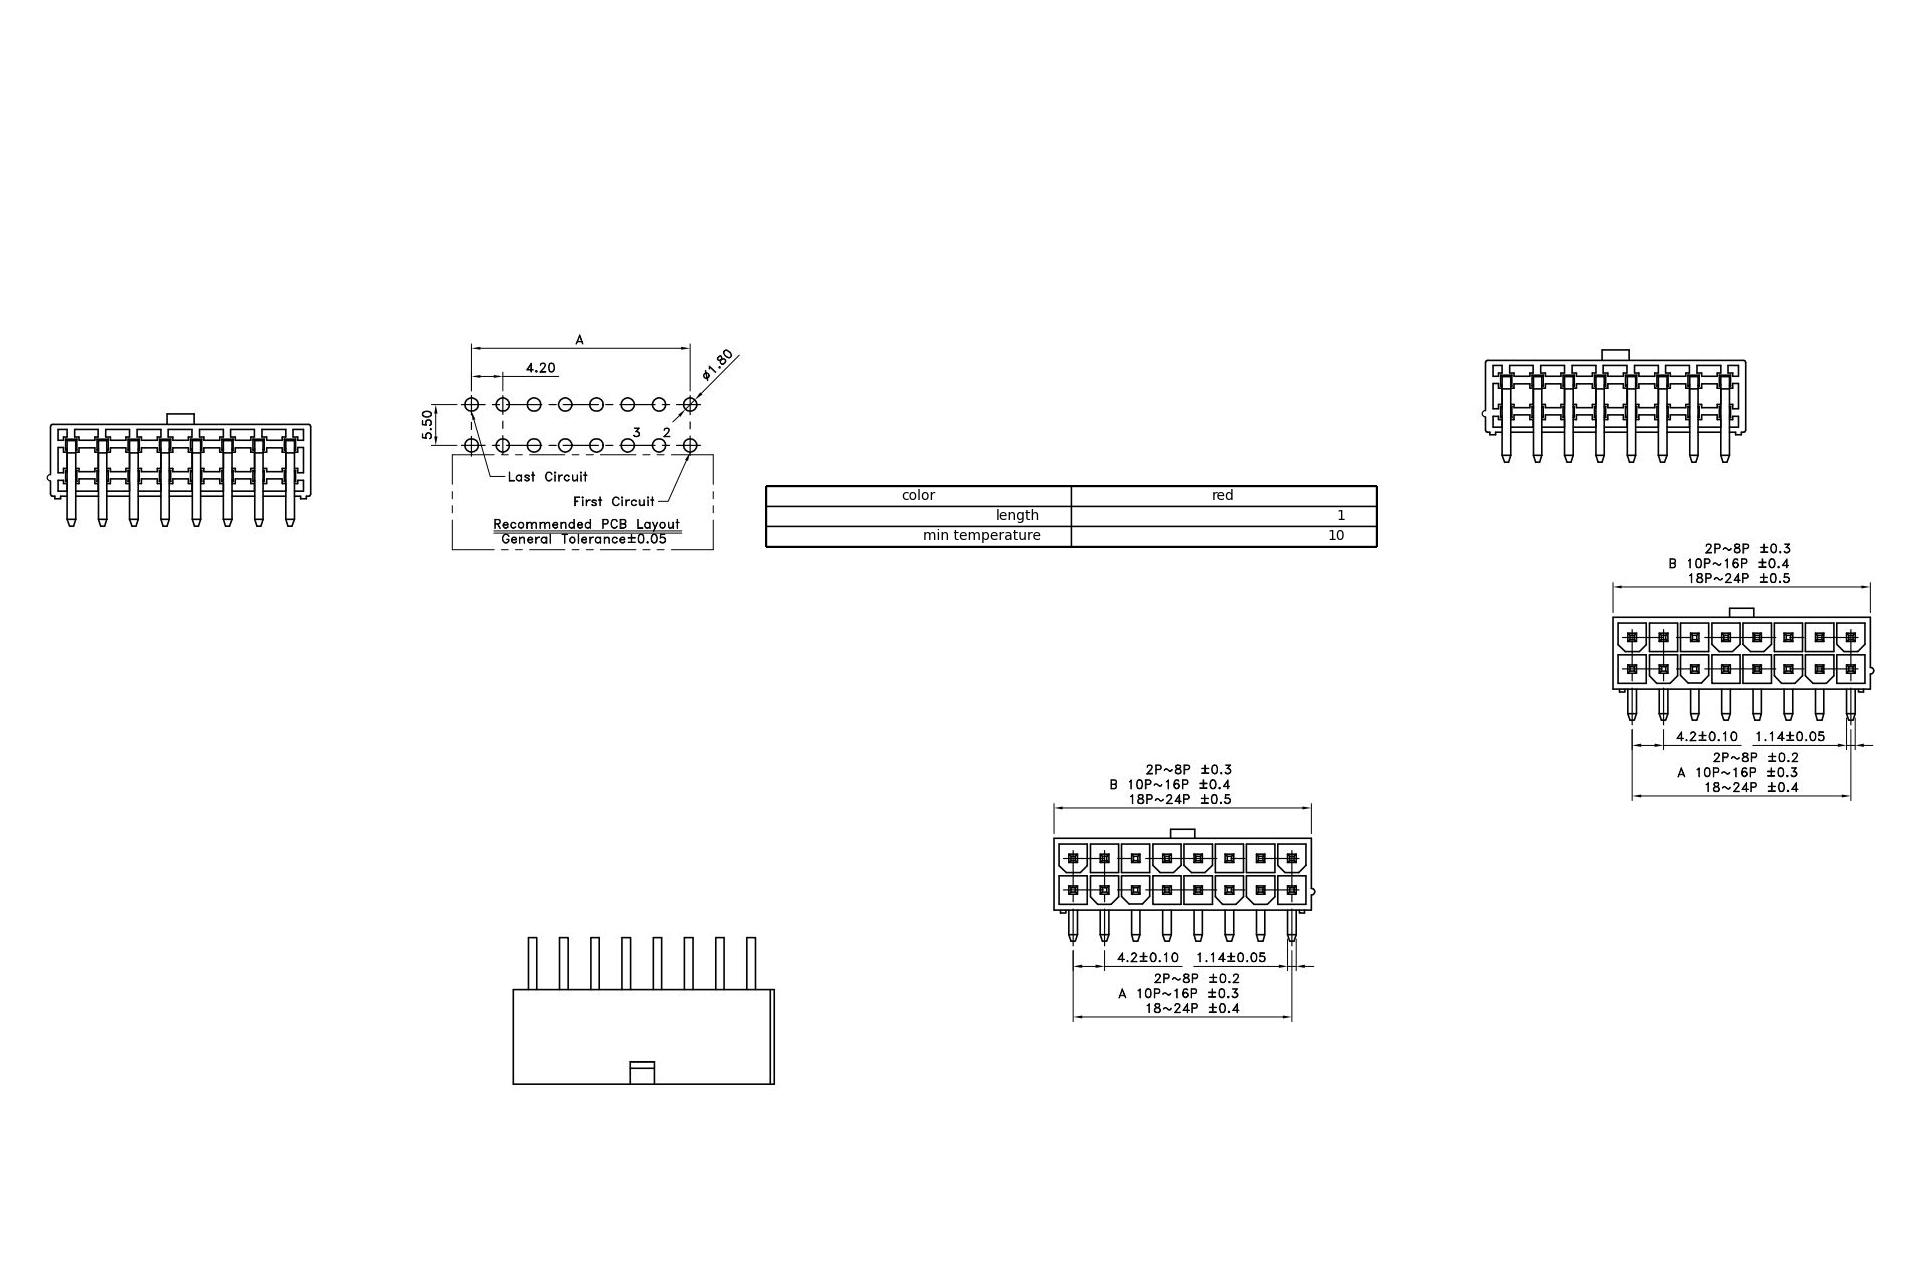 A
4.20
ø1.80
5.50
3 2
Last Circuit
First Circuit
Recommended PCB Layout
General Tolerance±0.05
color red
length 1
min temperature 10
2P~8P ±0.3
B 10P~16P ±0.4
18P~24P ±0.5
4.2±0.10 1.14±0.05
2P~8P ±0.2
A 10P~16P ±0.3
18~24P ±0.4
2P~8P ±0.3
B 10P~16P ±0.4
18P~24P ±0.5
4.2±0.10 1.14±0.05
2P~8P ±0.2
A 10P~16P ±0.3
18~24P ±0.4